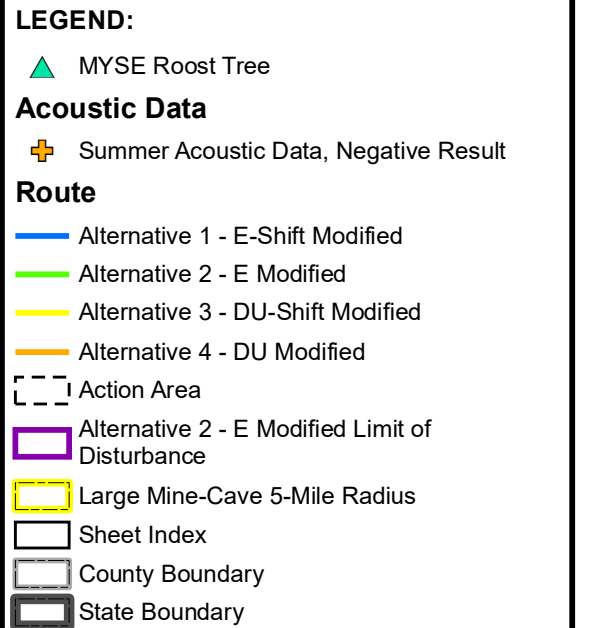 LEGEND:
MYSE Roost Tree
Acoustic Data
Summer Acoustic Data, Negative Result
Route
Alternative 1 - E-Shift Modified
Alternative 2 - E Modified
Alternative 3 - DU-Shift Modified
Alternative 4 - DU Modified
Action Area
Alternative 2 - E Modified Limit of
Disturbance
Large Mine-Cave 5-Mile Radius
Sheet Index
County Boundary
State Boundary